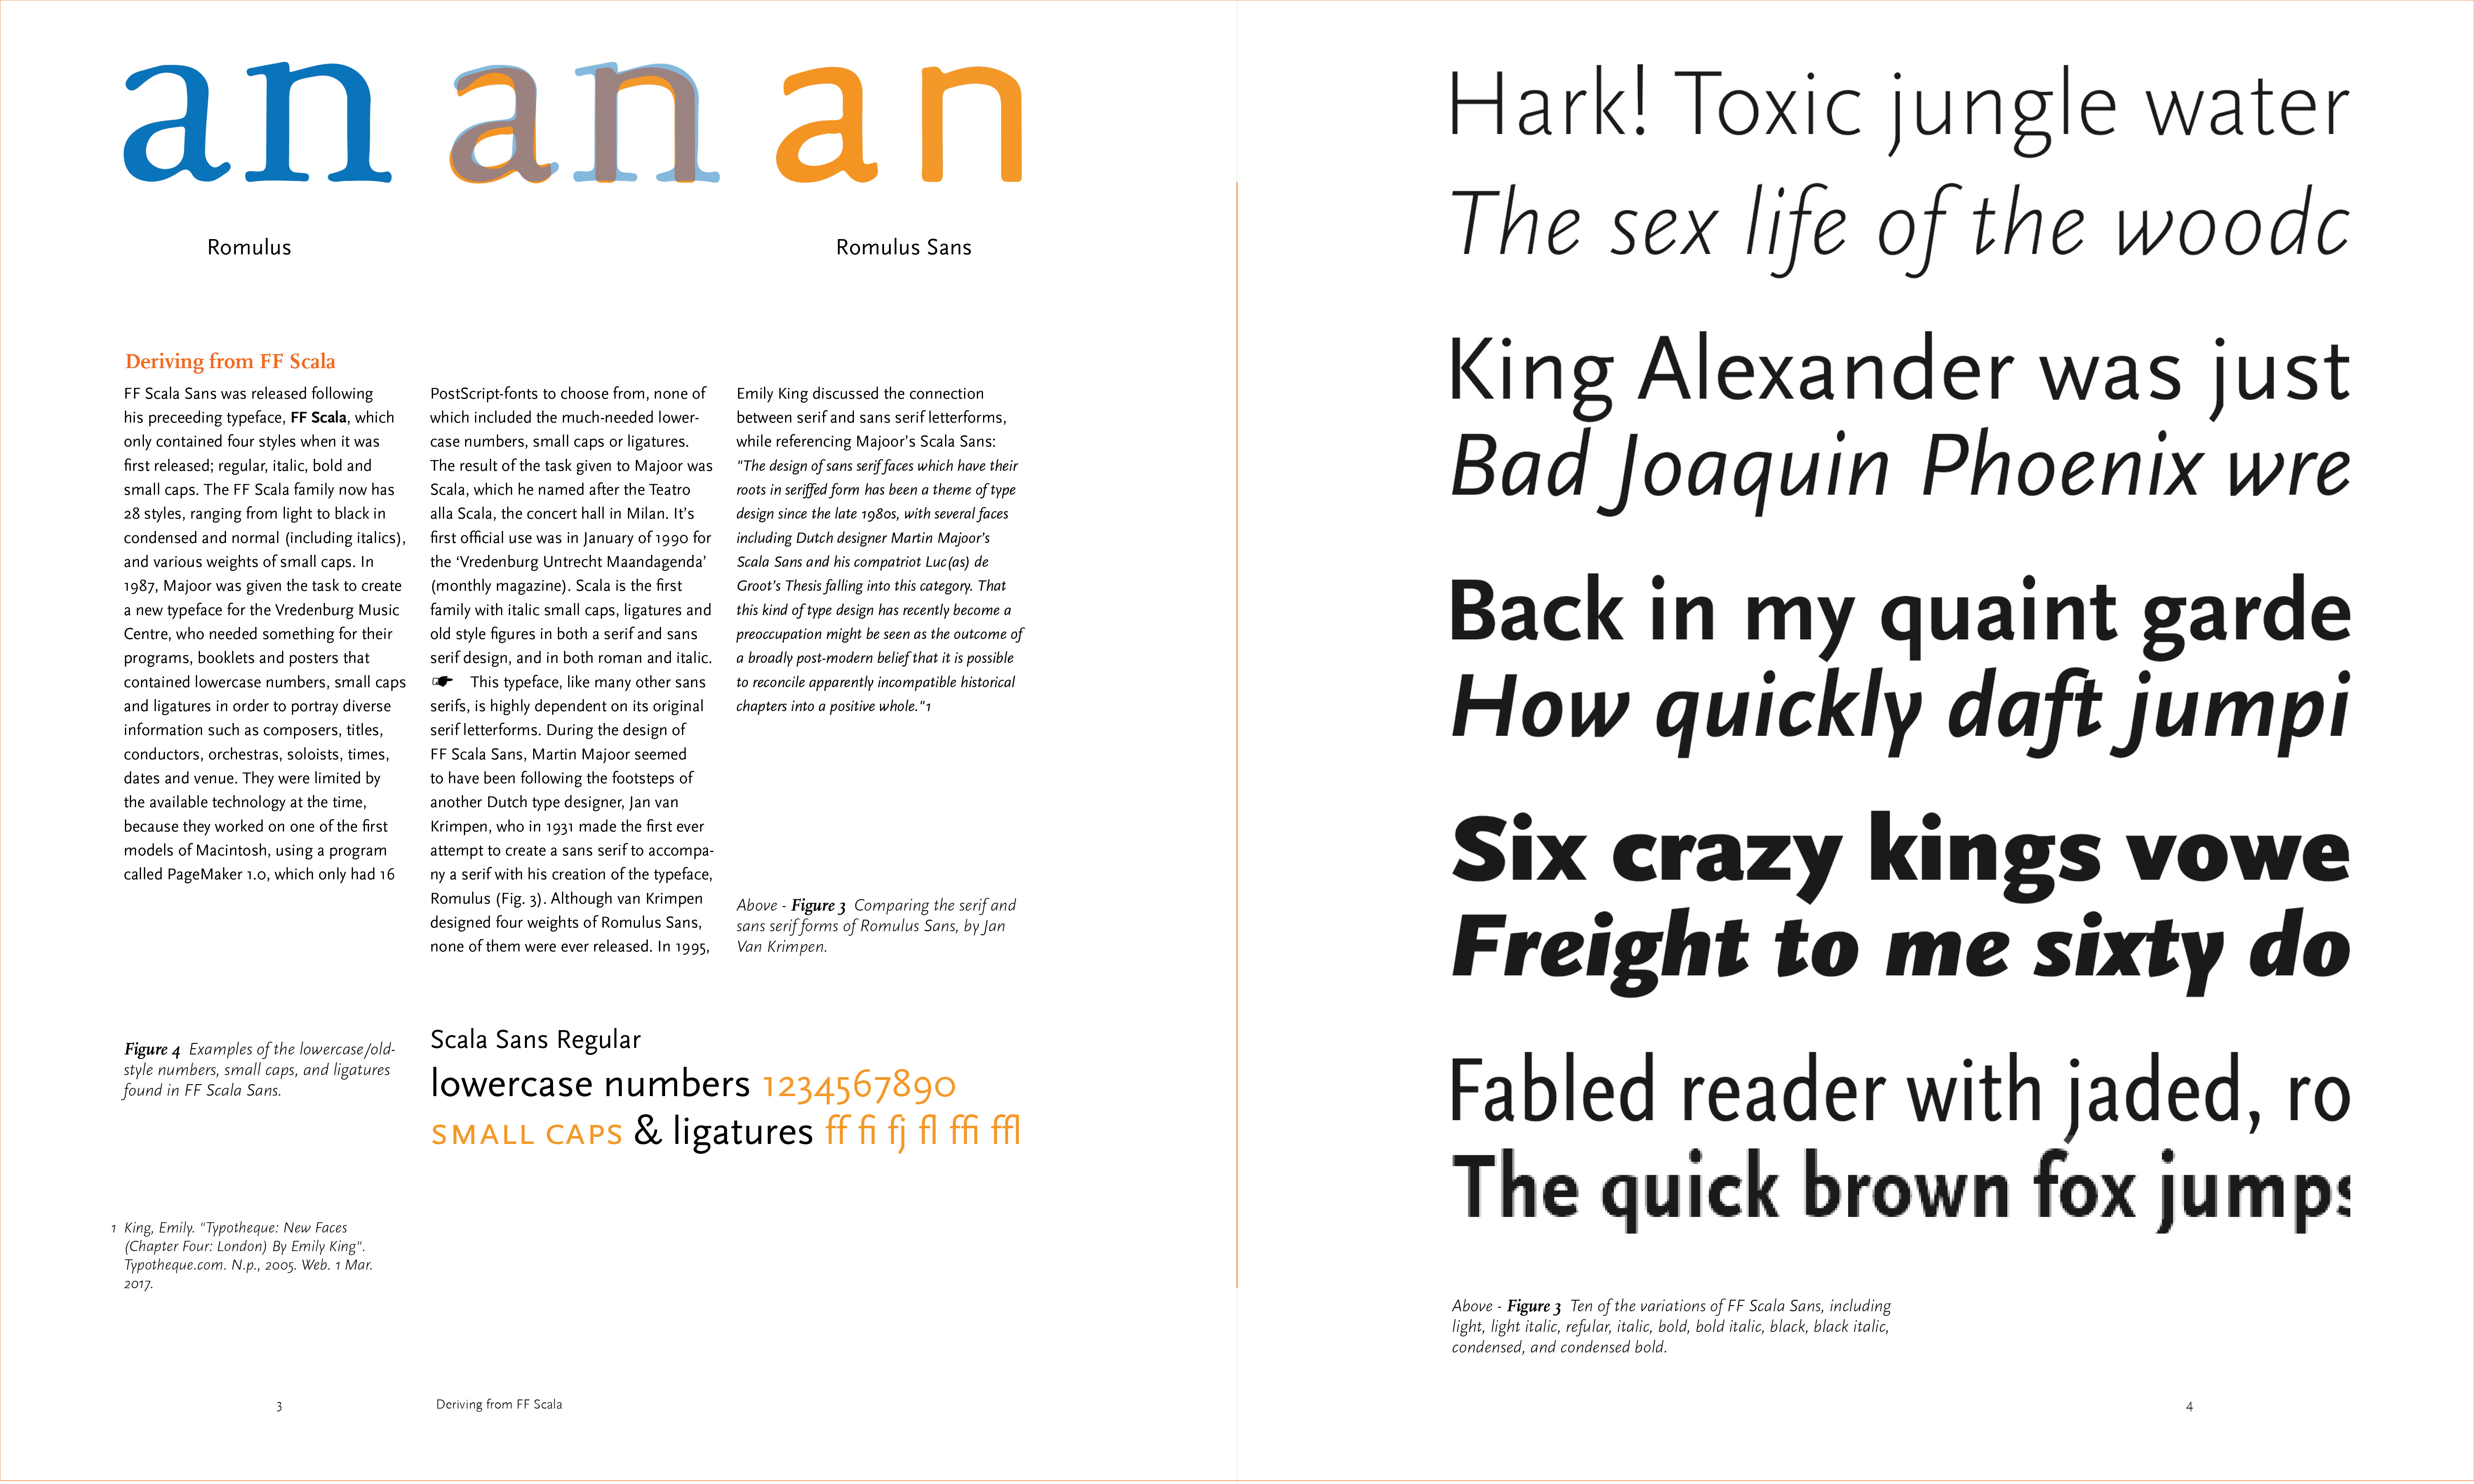 an an an
Romulus
Romulus Sans
Deriving from FF Scala
FF Scala Sans was released following
his preceeding typeface, FF Scala, which
only contained four styles when it was
first released; regular, italic, bold and
small caps. The FF Scala family now has
28 styles, ranging from light to black in
condensed and normal (including italics),
and various weights of small caps. In
1987, Majoor was given the task to create
a new typeface for the Vredenburg Music
Centre, who needed something for their
programs, booklets and posters that
contained lowercase numbers, small caps
and ligatures in order to portray diverse
information such as composers, titles,
conductors, orchestras, soloists, times,
dates and venue. They were limited by
the available technology at the time,
because they worked on one of the first
models of Macintosh, using a program
called PageMaker 1.0, which only had 16
PostScript-fonts to choose from, none of
which included the much-needed lower-
case numbers, small caps or ligatures.
The result of the task given to Majoor was
Scala, which he named after the Teatro
alla Scala, the concert hall in Milan. It's
first official use was in January of 1990 for
the ‘Vredenburg Untrecht Maandagenda’
(monthly magazine). Scala is the first
family with italic small caps, ligatures and
old style figures in both a serif and sans
serif design, and in both roman and italic.
☛ This typeface, like many other sans
serifs, is highly dependent on its original
serif letterforms. During the design of
FF Scala Sans, Martin Majoor seemed
to have been following the footsteps of
another Dutch type designer, Jan van
Krimpen, who in 1931 made the first ever
attempt to create a sans serif to accompa-
ny a serif with his creation of the typeface,
Romulus (Fig. 3). Although van Krimpen
designed four weights of Romulus Sans,
none of them were ever released. In 1995,
Emily King discussed the connection
between serif and sans serif letterforms,
while referencing Majoor’s Scala Sans:
"The design of sans serif faces which have their
roots in seriffed form has been a theme of type
design since the late 1980s, with several faces
including Dutch designer Martin Majoor’s
Scala Sans and his compatriot Luc(as) de
Groot’s Thesis falling into this category. That
this kind of type design has recently become a
preoccupation might be seen as the outcome of
a broadly post-modern belief that it is possible
to reconcile apparently incompatible historical
chapters into a positive whole."1
Above - Figure 3 Comparing the serif and
sans serif forms of Romulus Sans, by Jan
Van Krimpen.
Figure 4 Examples of the lowercase/old-
style numbers, small caps, and ligatures
found in FF Scala Sans.
Scala Sans Regular
lowercase numbers 1234567890
SMALL CAPS & ligatures ff fi fj fl ffi ffl
1 King, Emily. "Typotheque: New Faces
(Chapter Four: London) By Emily King".
Typotheque.com. N.p., 2005. Web. 1 Mar.
2017.
3
Deriving from FF Scala
Hark! Toxic jungle water
The sex life of the woodc
King Alexander was just
Bad Joaquin Phoenix wre
Back in my quaint garde
How quickly daft jumpi
Six crazy kings vowe
Freight to me sixty do
Fabled reader with jaded, ro
The quick brown fox jumps
Above - Figure 3 Ten of the variations of FF Scala Sans, including
light, light italic, refular, italic, bold, bold italic, black, black italic,
condensed, and condensed bold.
4